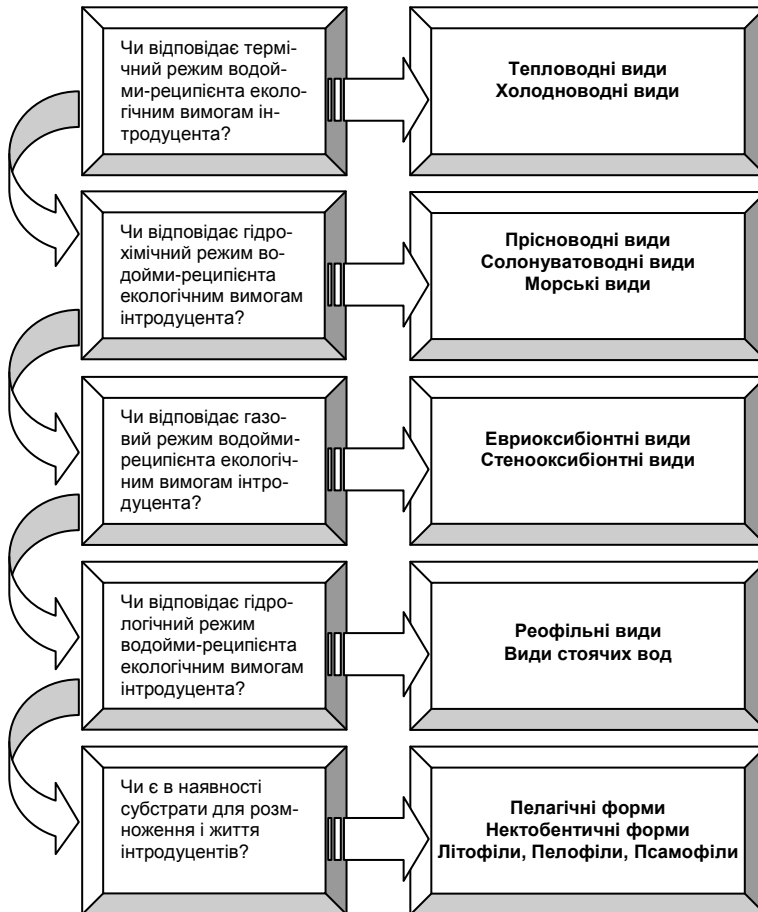 Чи відповідає термі-
чний режим водой-
ми-реципієнта еколо-
гічним вимогам ін-
тродуцента?
Тепловодні види
Холодноводні види
Чи відповідає гідро-
хімічний режим во-
дойми-реципієнта
екологічним вимогам
інтродуцента?
Прісноводні види
Солонуватоводні види
Морські види
Чи відповідає газо-
вий режим водойми-
реципієнта екологіч-
ним вимогам інтро-
дуцента?
Евриоксибіонтні види
Стенооксибіонтні види
Чи відповідає гідро-
логічний режим
водойми-реципієнта
екологічним вимогам
інтродуцента?
Реофільні види
Види стоячих вод
Чи є в наявності
субстрати для розм-
ноження і життя
інтродуцентів?
Пелагічні форми
Нектобентичні форми
Літофіли, Пелофіли, Псамофіли